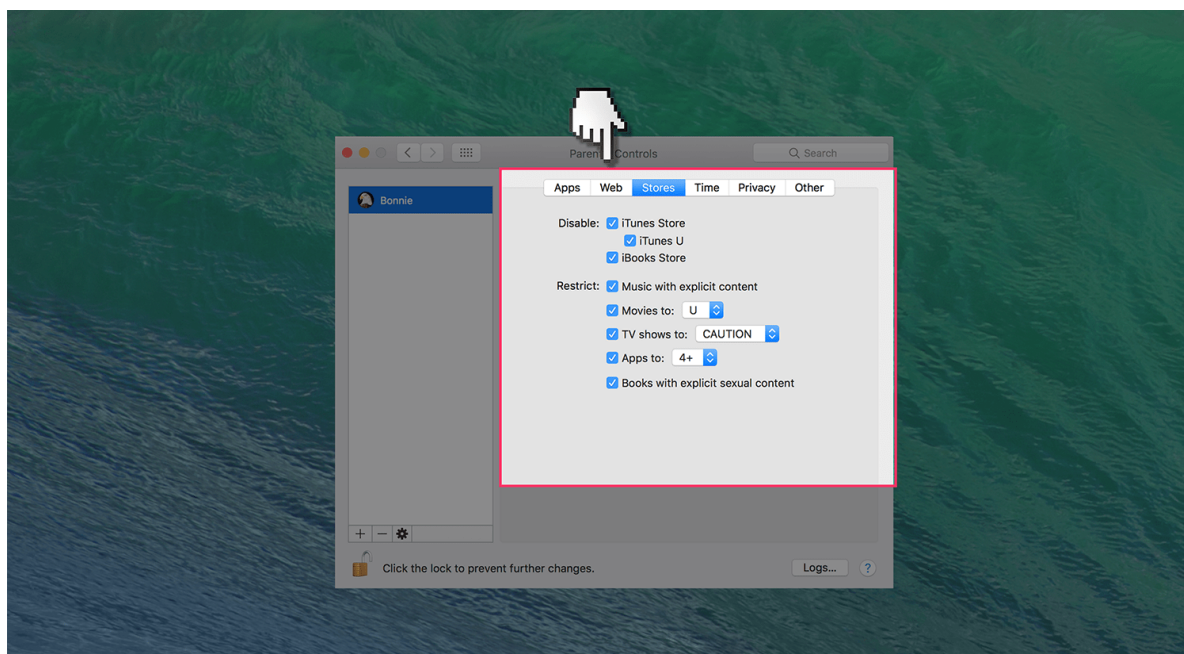 Parental Controls
Search
Bonnie
Apps Web Stores Time Privacy Other
Disable: iTunes Store
iTunes U
iBooks Store
Restrict: Music with explicit content
Movies to: U
TV shows to: CAUTION
Apps to: 4+
Books with explicit sexual content
Click the lock to prevent further changes.
Logs... ?